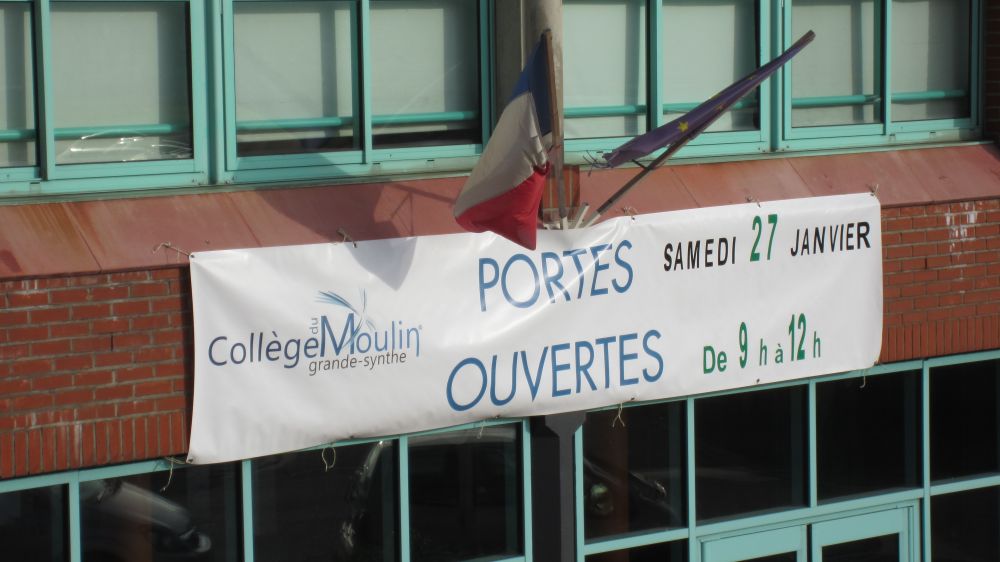 Collège du Moulin
grande-synthe
PORTES
OUVERTES
SAMEDI 27 JANVIER
De 9 h à 12 h